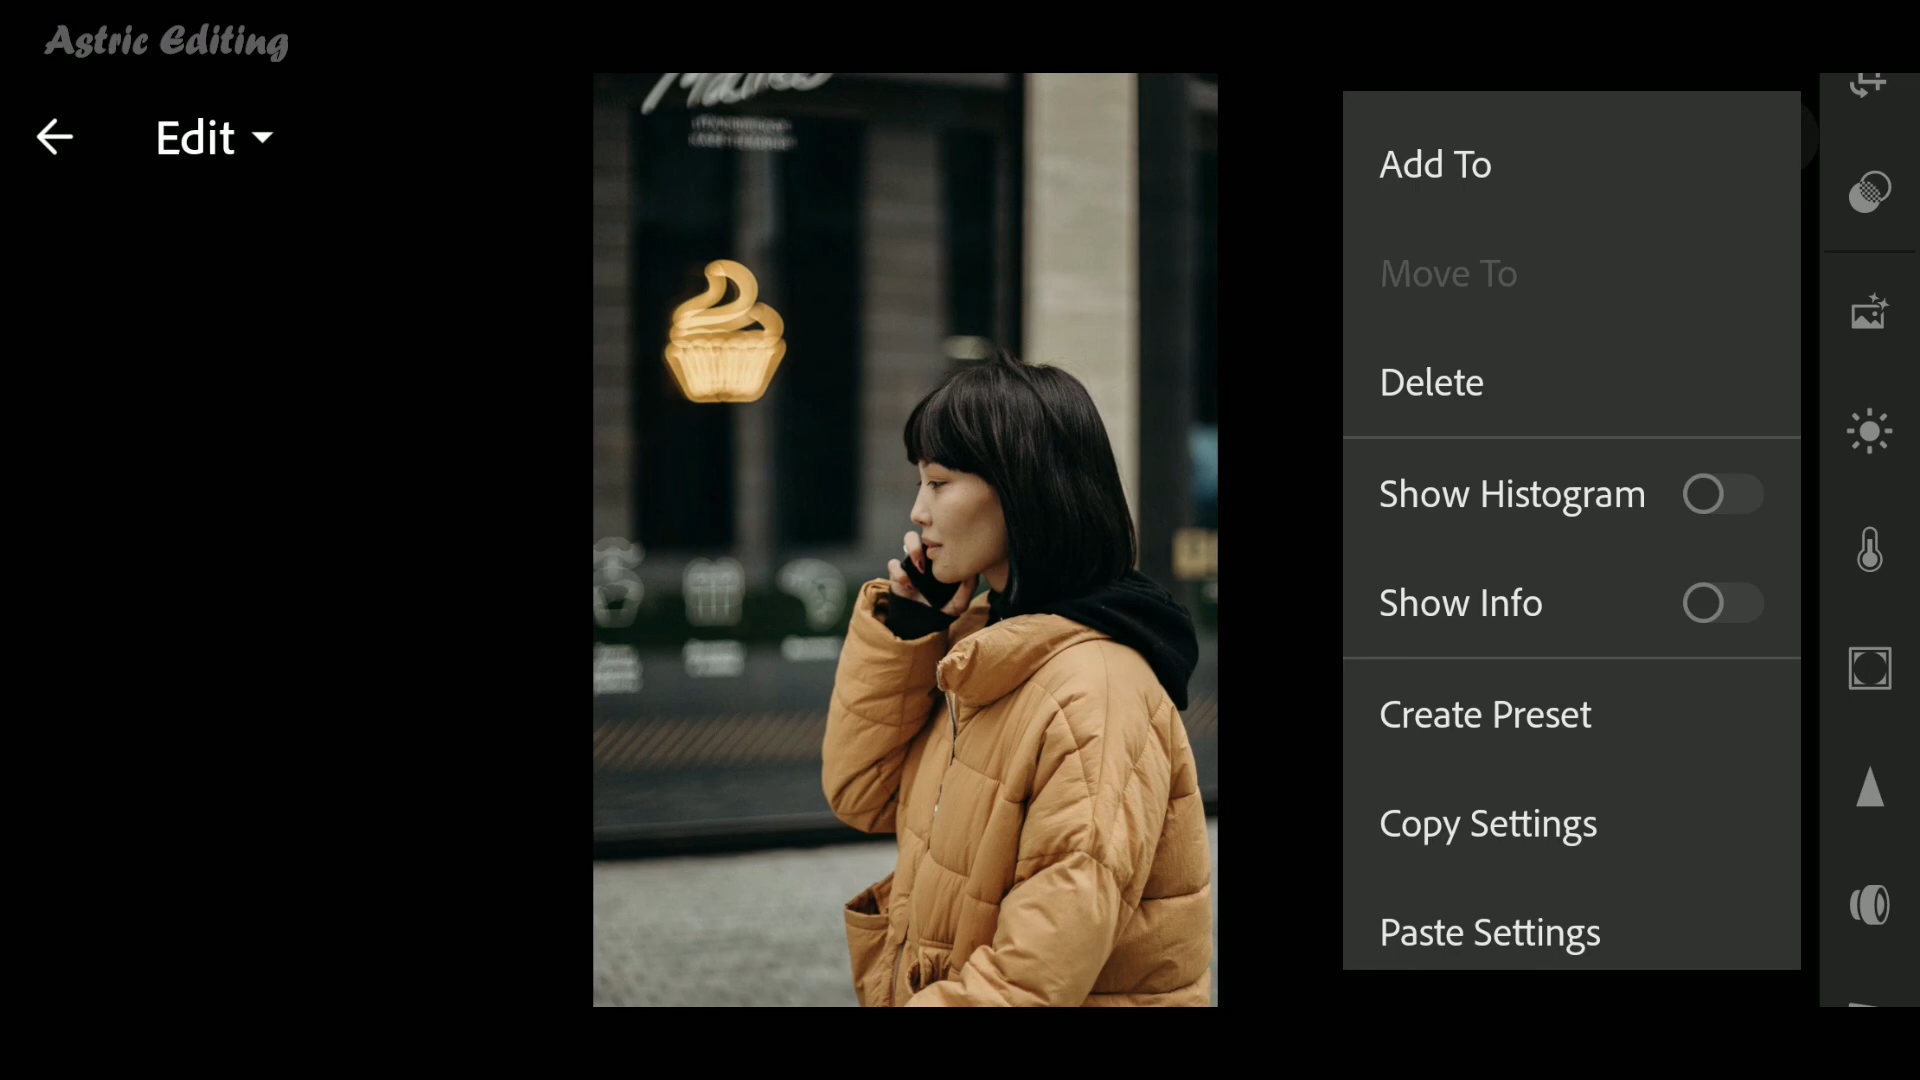 Astric Editing
Edit
Add To
Move To
Delete
Show Histogram
Show Info
Create Preset
Copy Settings
Paste Settings